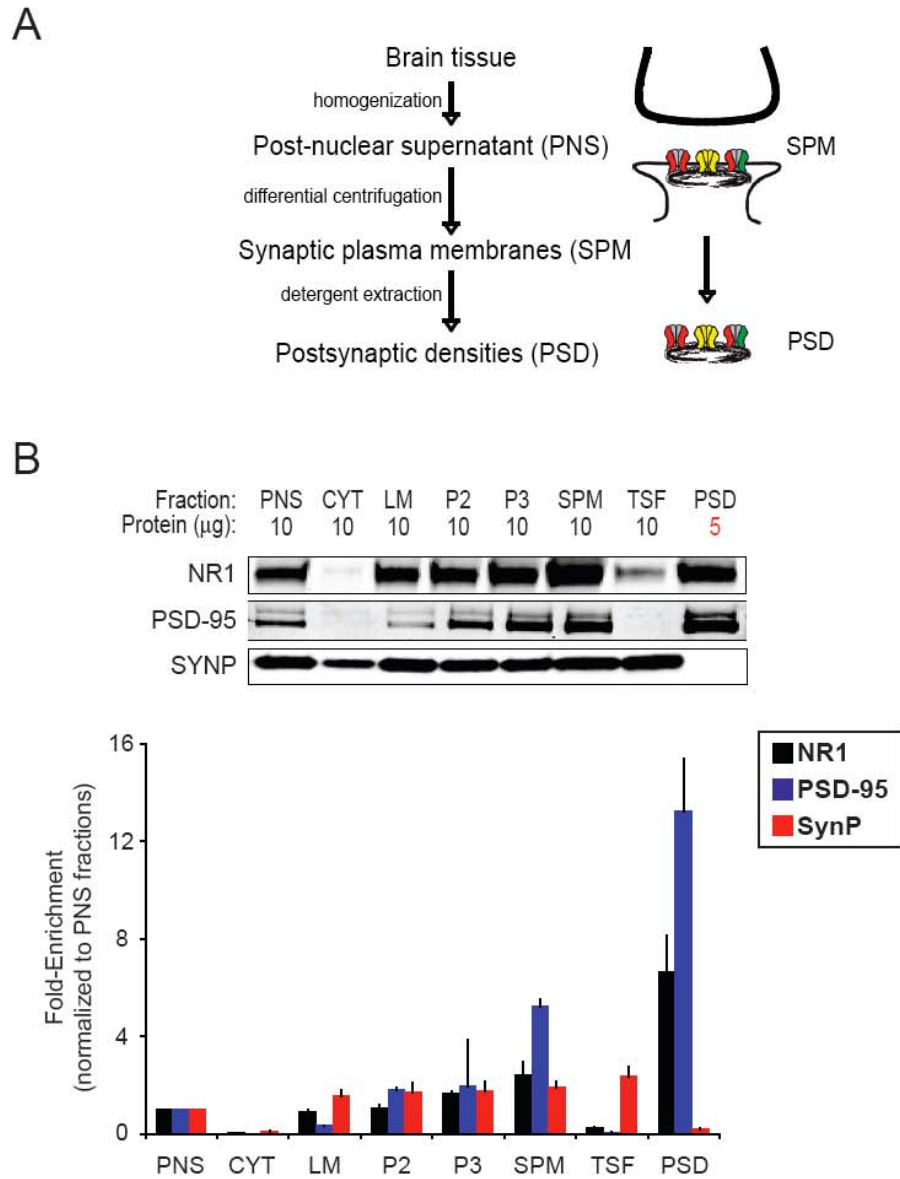 A
Brain tissue
homogenization
Post-nuclear supernatant (PNS)
differential centrifugation
Synaptic plasma membranes (SPM
detergent extraction
Postsynaptic densities (PSD)
SPM
PSD
B
Fraction: PNS CYT LM P2 P3 SPM TSF PSD
Protein (μg): 10 10 10 10 10 10 10 5
NR1
PSD-95
SYNP
16
12
8
4
0
Fold-Enrichment
(normalized to PNS fractions)
NR1
PSD-95
SynP
PNS CYT LM P2 P3 SPM TSF PSD